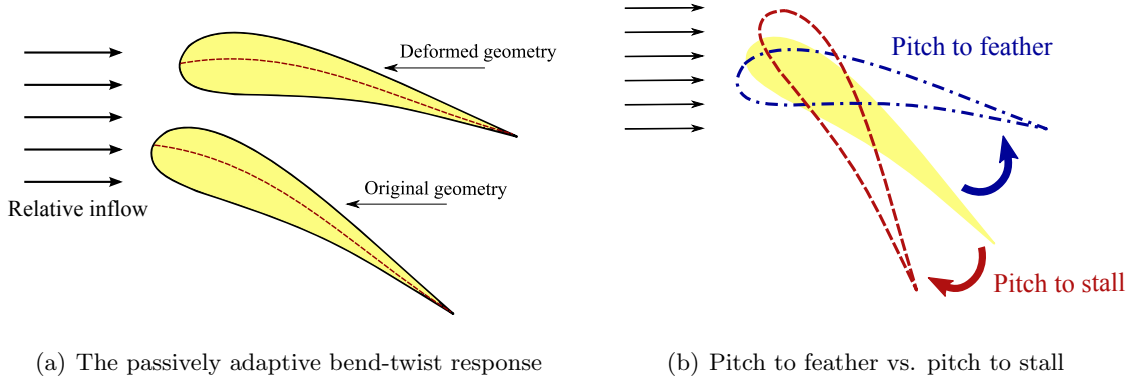 Deformed geometry
Original geometry
Relative inflow
(a) The passively adaptive bend-twist response
Pitch to feather
Pitch to stall
(b) Pitch to feather vs. pitch to stall